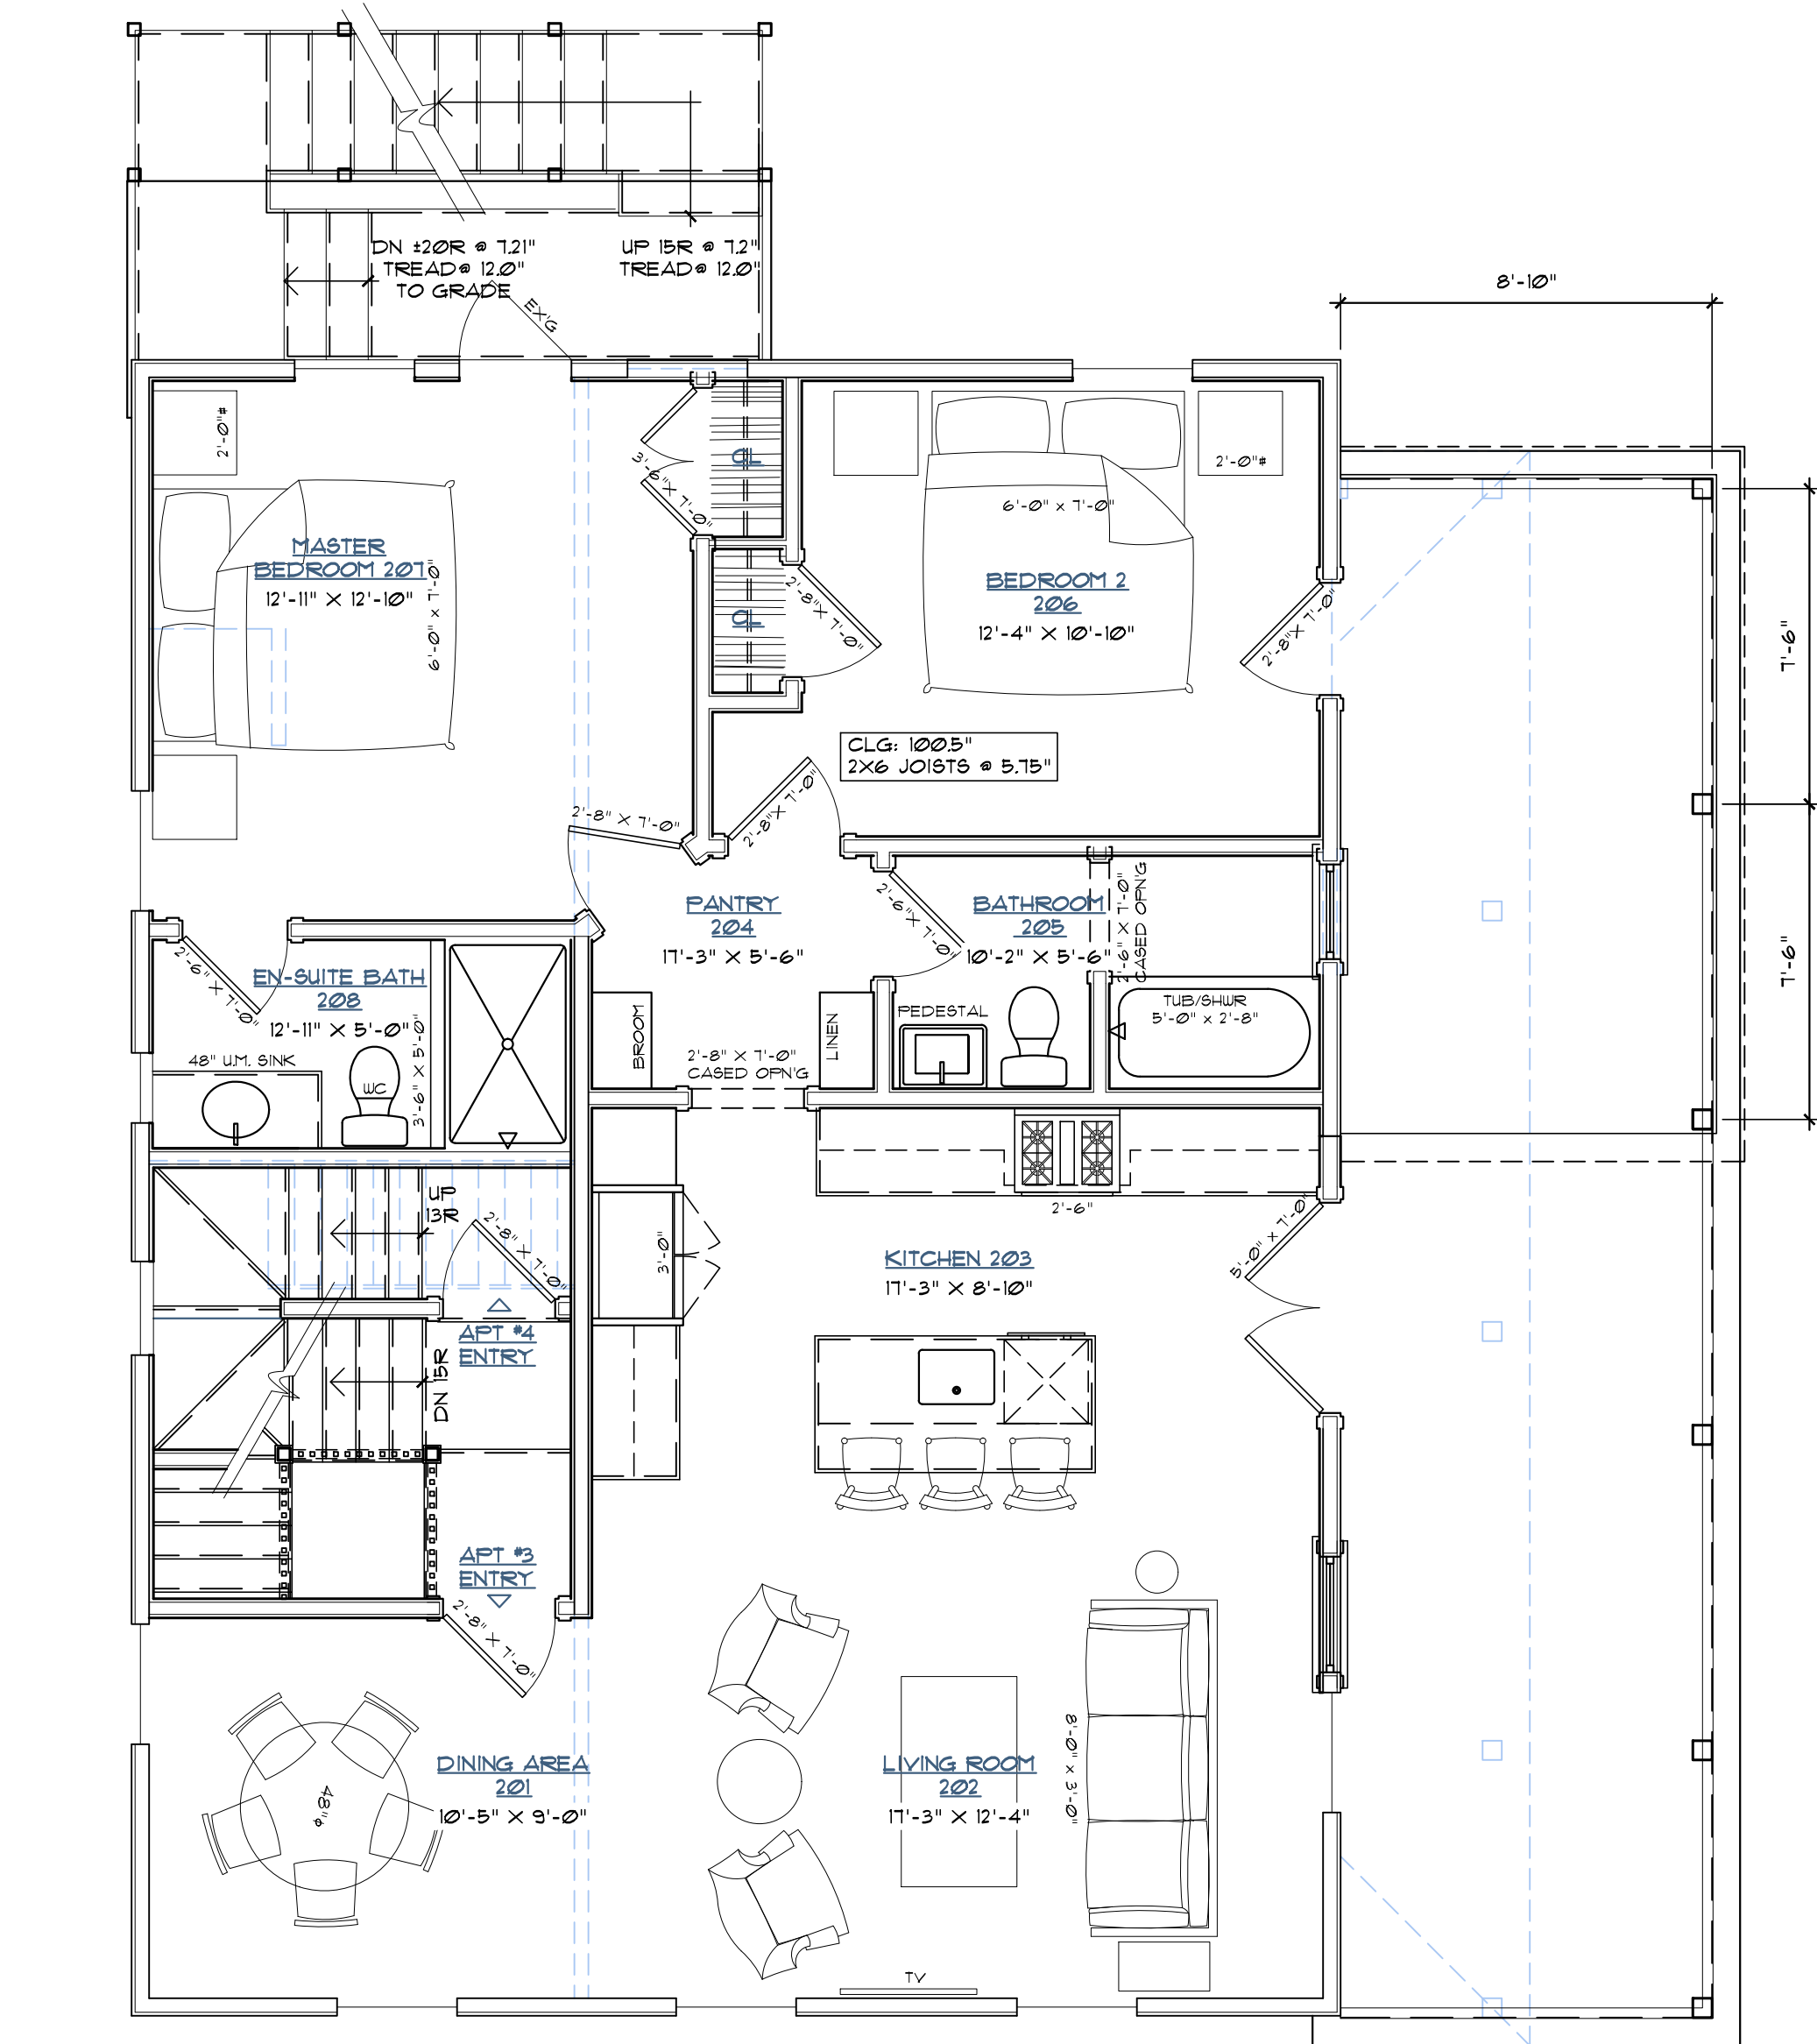 DN ±20R @ 7.21"
TREAD@ 12.0"
TO GRADE
UP 15R @ 7.2"
TREAD@ 12.0"
EX'G
8'-10"
2'-0"#
CL
3'-6"X 7'-0"
2'-0"#
6'-0" x 7'-0"
MASTER
BEDROOM 207
12'-11" X 12'-10"
6'-0" x 7'-0"
CL
2'-8"X 7'-0"
BEDROOM 2
206
12'-4" X 10'-10"
2'-8"X 7'-0"
7'-6"
CLG: 100.5"
2X6 JOISTS @ 5.75"
2'-8" X 7'-0"
2'-8"X 7'-0"
PANTRY
204
17'-3" X 5'-6"
2'-6"X 7'-0"
BATHROOM
205
10'-2" X 5'-6"
2'-6" X 7'-0"
CASED OPN'G
7'-6"
2'-6"X 7'-0"
EN-SUITE BATH
208
12'-11" X 5'-0"
48" U.M. SINK
WC
3'-6" X 5'-0"
BROOM
2'-8" X 7'-0"
CASED OPN'G
LINEN
PEDESTAL
TUB/SHWR
5'-0" x 2'-8"
UP
2'-8"X 7'-0"
3'-0"
2'-6"
KITCHEN 203
17'-3" X 8'-10"
5'-0" X 7'-0"
APT #4
ENTRY
DN 15R
APT #3
ENTRY
2'-8"X 7'-0"
DINING AREA
201
10'-5" X 9'-0"
48"ø
LIVING ROOM
202
17'-3" X 12'-4"
8'-0" x 3'-0"
TV